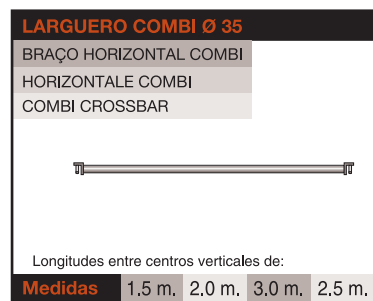 LARGUERO COMBI Ø 35
BRAÇO HORIZONTAL COMBI
HORIZONTALE COMBI
COMBI CROSSBAR
Longitudes entre centros verticales de:
Medidas 1.5 m. 2.0 m. 3.0 m. 2.5 m.